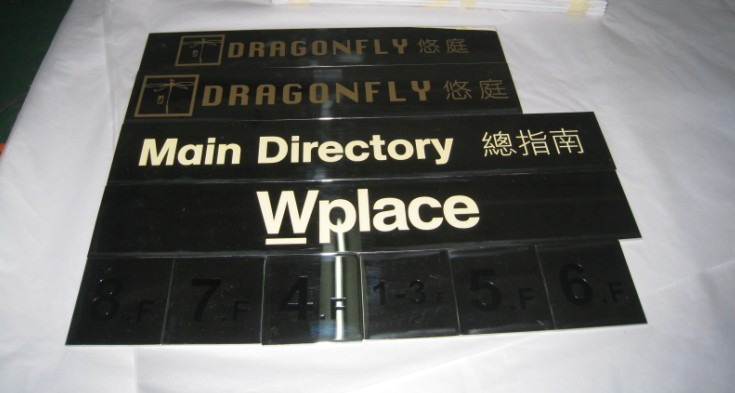 DRAGONFLY 悠庭
DRAGONFLY 悠庭
Main Directory 總指南
Wplace
8.F 7.F 4.F 1-3.F 5.F 6.F